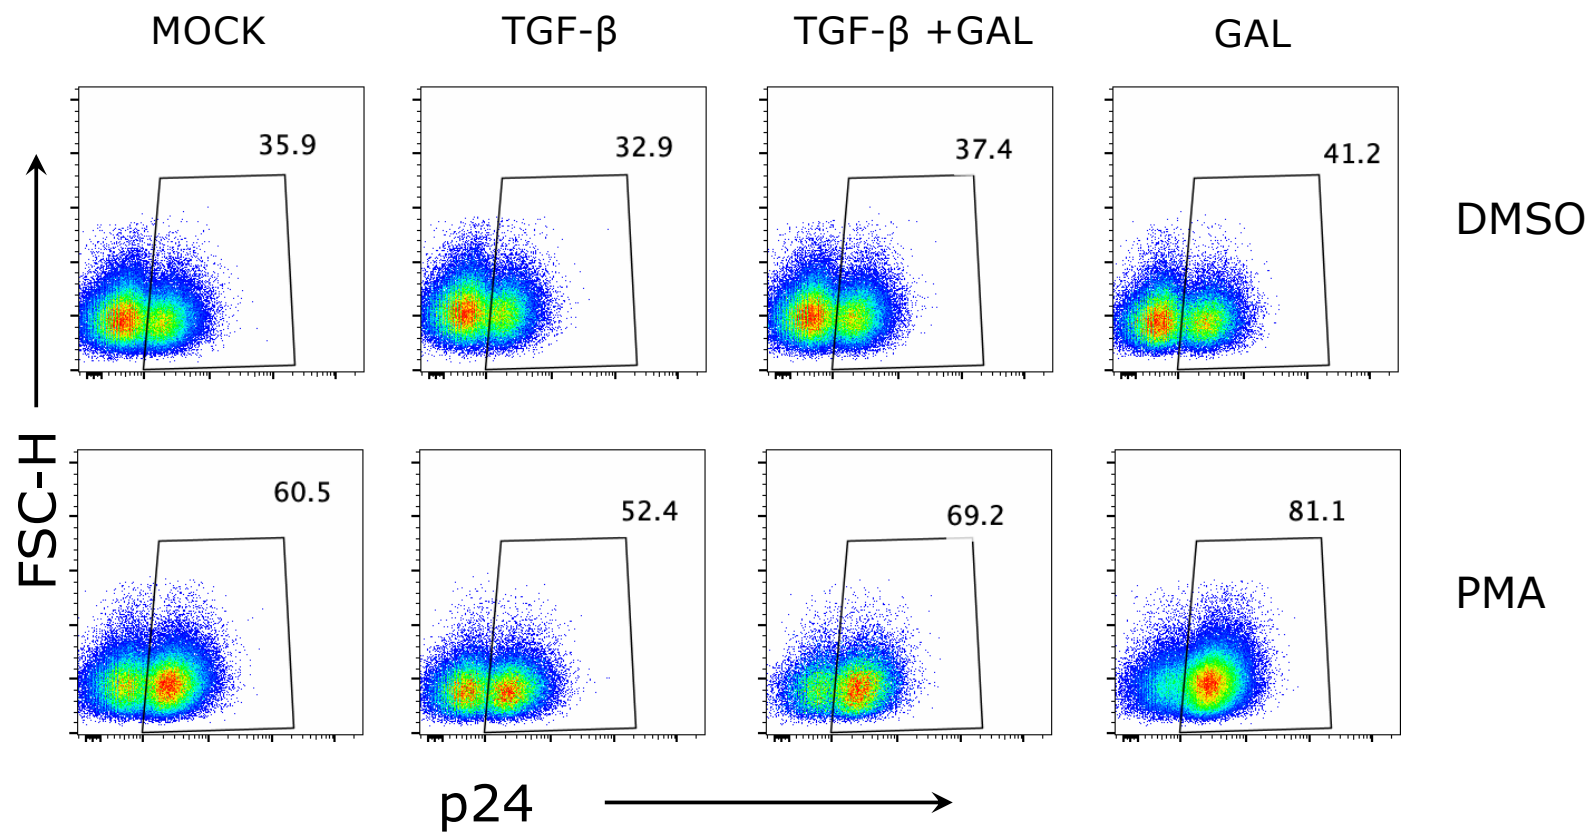 MOCK
TGF-β
TGF-β +GAL
GAL
35.9
32.9
37.4
41.2
DMSO
FSC-H
60.5
52.4
69.2
81.1
PMA
p24